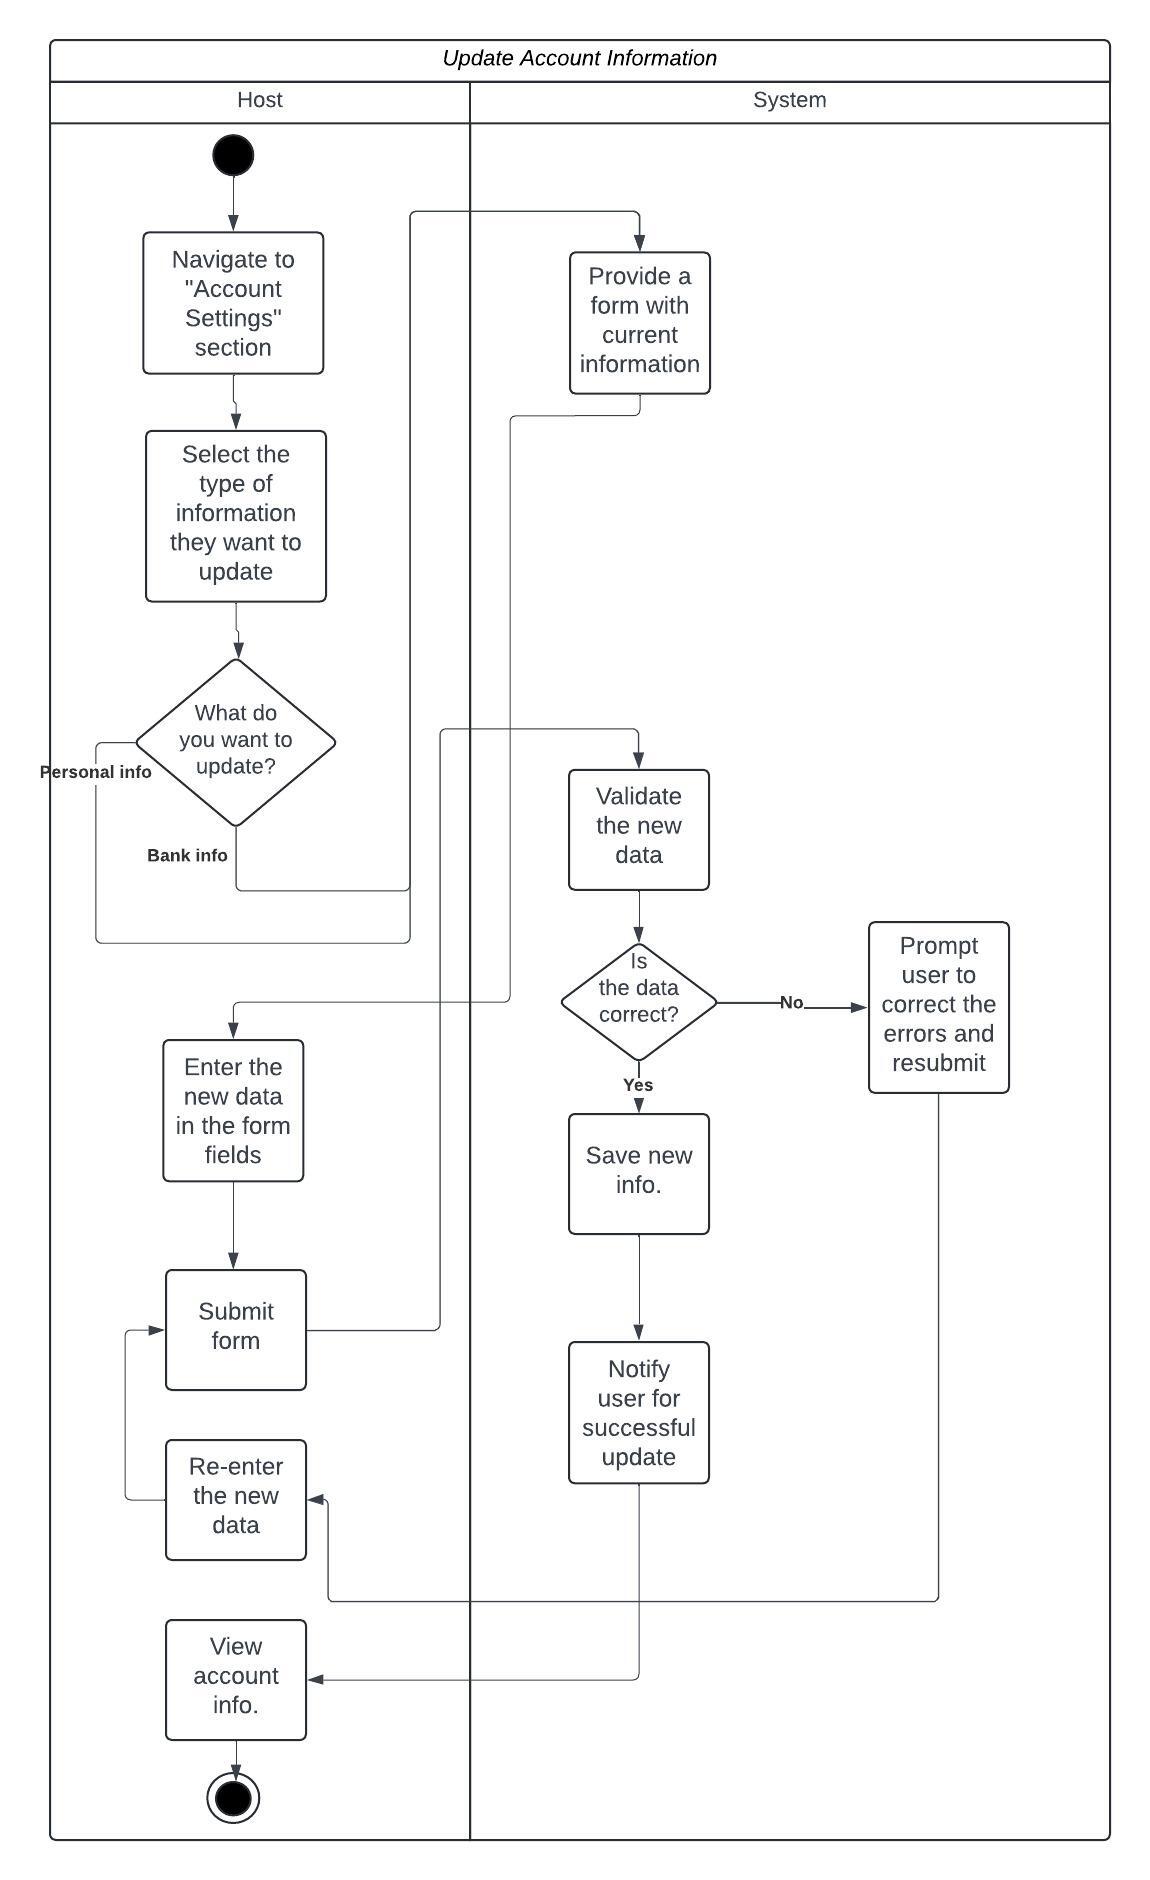 Update Account Information
Host
System
Navigate to
"Account
Settings"
section
Provide a
form with
current
information
Select the
type of
information
they want to
update
What do
you want to
update?
Personal info
Bank info
Validate
the new
data
Is
the data
correct?
No
Prompt
user to
correct the
errors and
resubmit
Yes
Enter the
new data
in the form
fields
Save new
info.
Submit
form
Notify
user for
successful
update
Re-enter
the new
data
View
account
info.